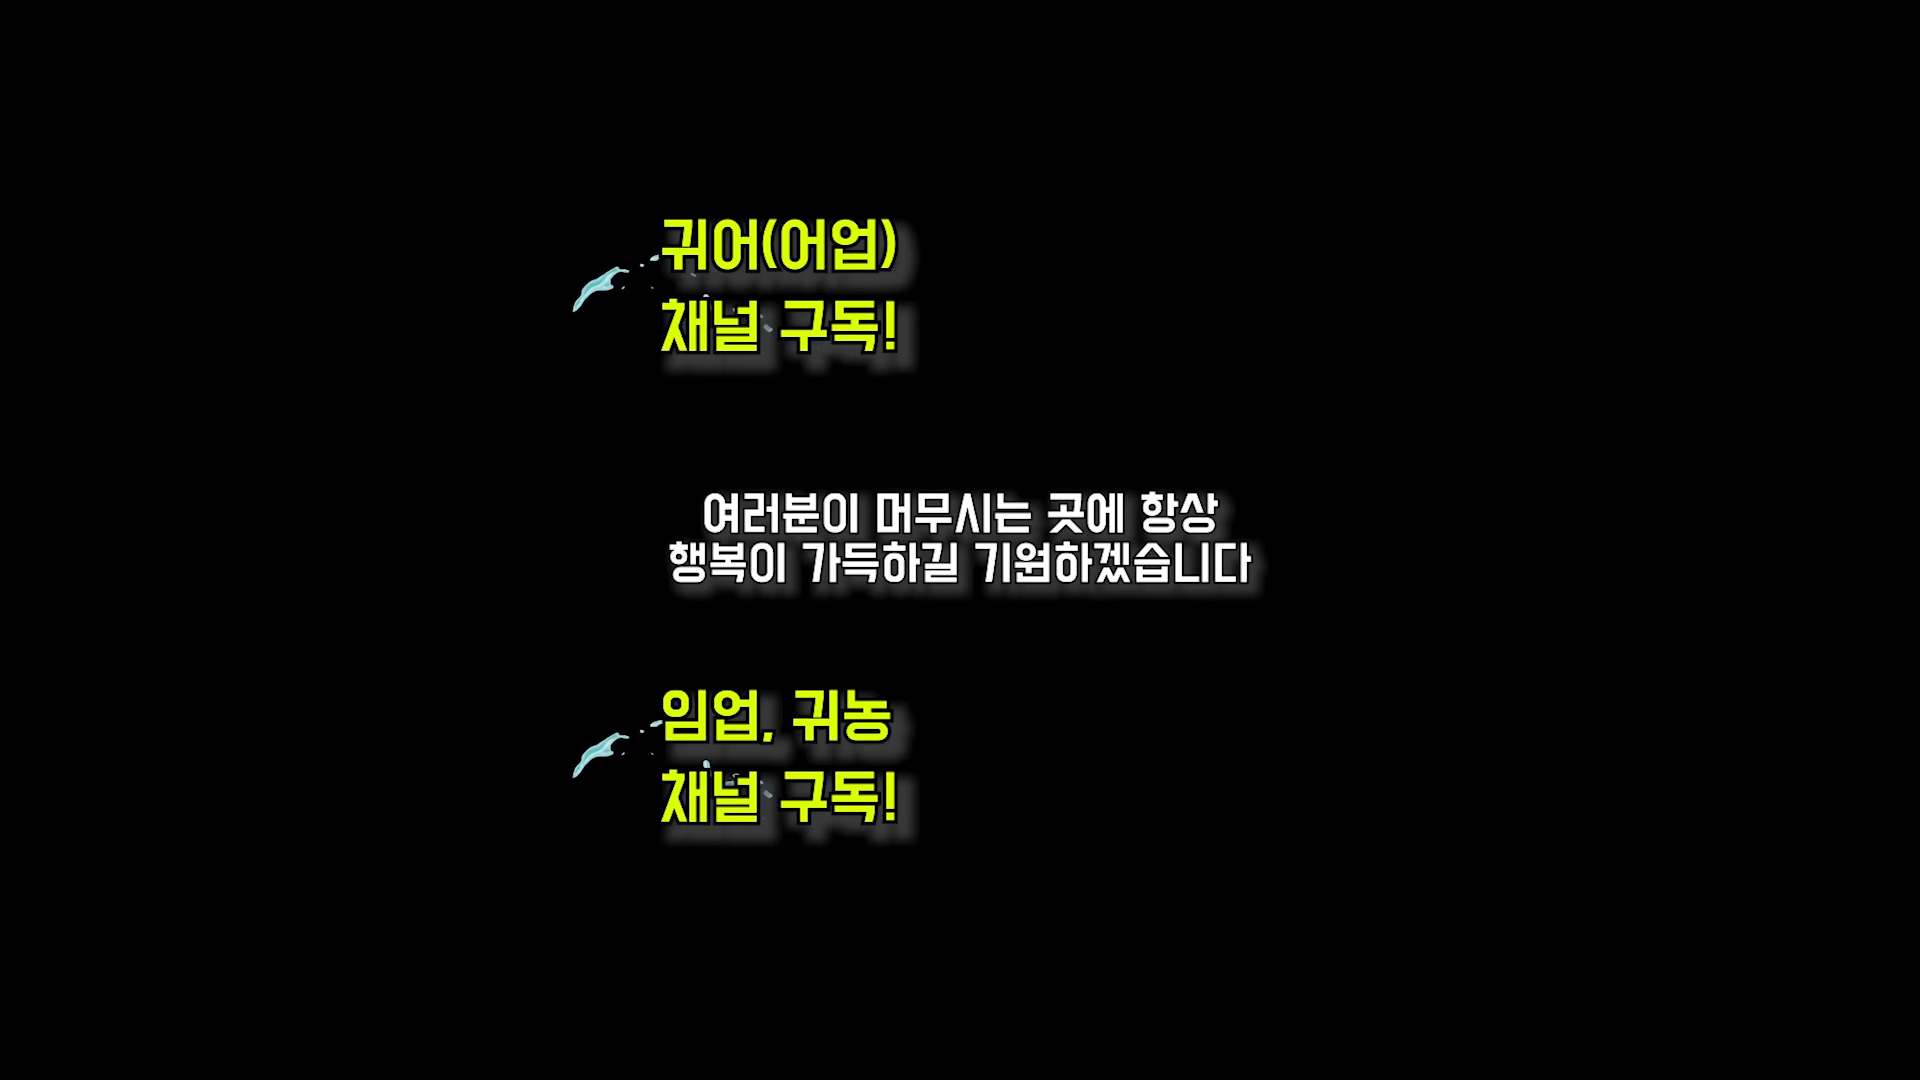 귀어(어업)
채널 구독!
여러분이 머무시는 곳에 항상
행복이 가득하길 기원하겠습니다
임업, 귀농
채널 구독!